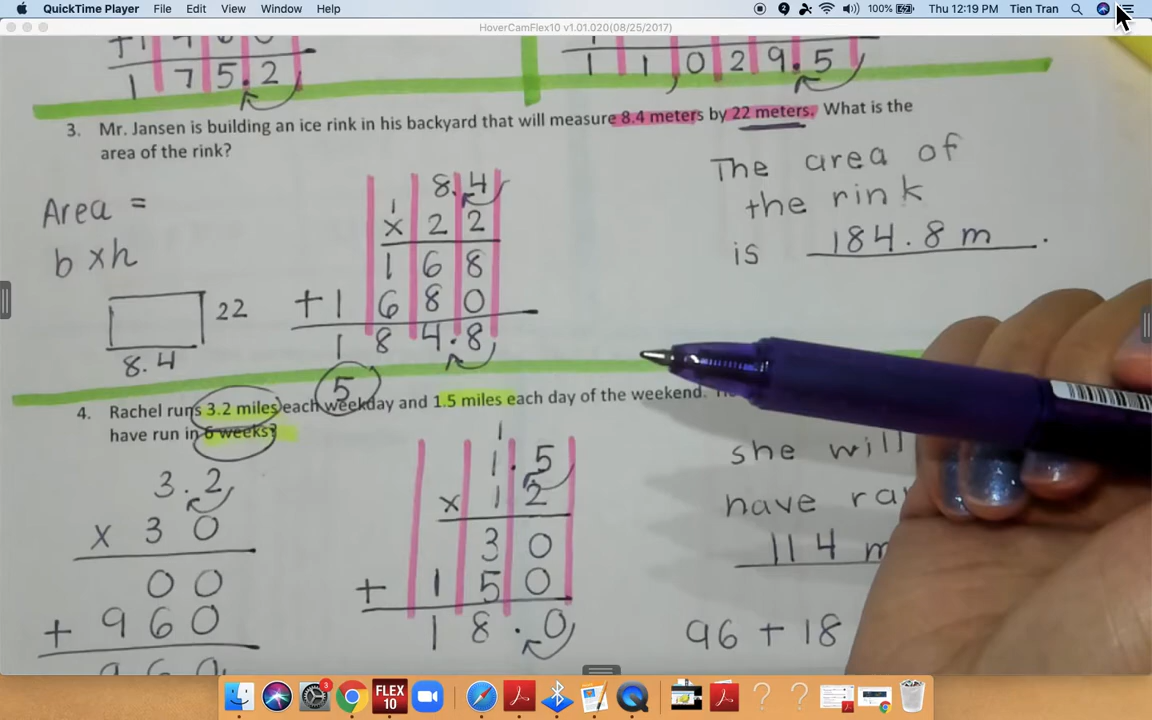 QuickTime Player File Edit View Window Help
100% Thu 12:19 PM Tien Tran
HoverCamFlex10 v1.01.020(08/25/2017)
1 7 5.2
1 1,0 2 9.5
3. Mr. Jansen is building an ice rink in his backyard that will measure 8.4 meters by 22 meters. What is the
area of the rink?
Area =
b x h
22
8.4
8.4
1
x 2 2
1 6 8
+ 1 6 8 0
1 8 4.8
The area of
the rink
is 184.8 m.
5
4. Rachel runs 3.2 miles each weekday and 1.5 miles each day of the weekend.
have run in 6 weeks?
3.2
x 3 0
0 0
+ 9 6 0
1
1.5
x 1 2
3 0
+ 1 5 0
1 8.0
she will
have
114
96 + 18
3
FLEX
10